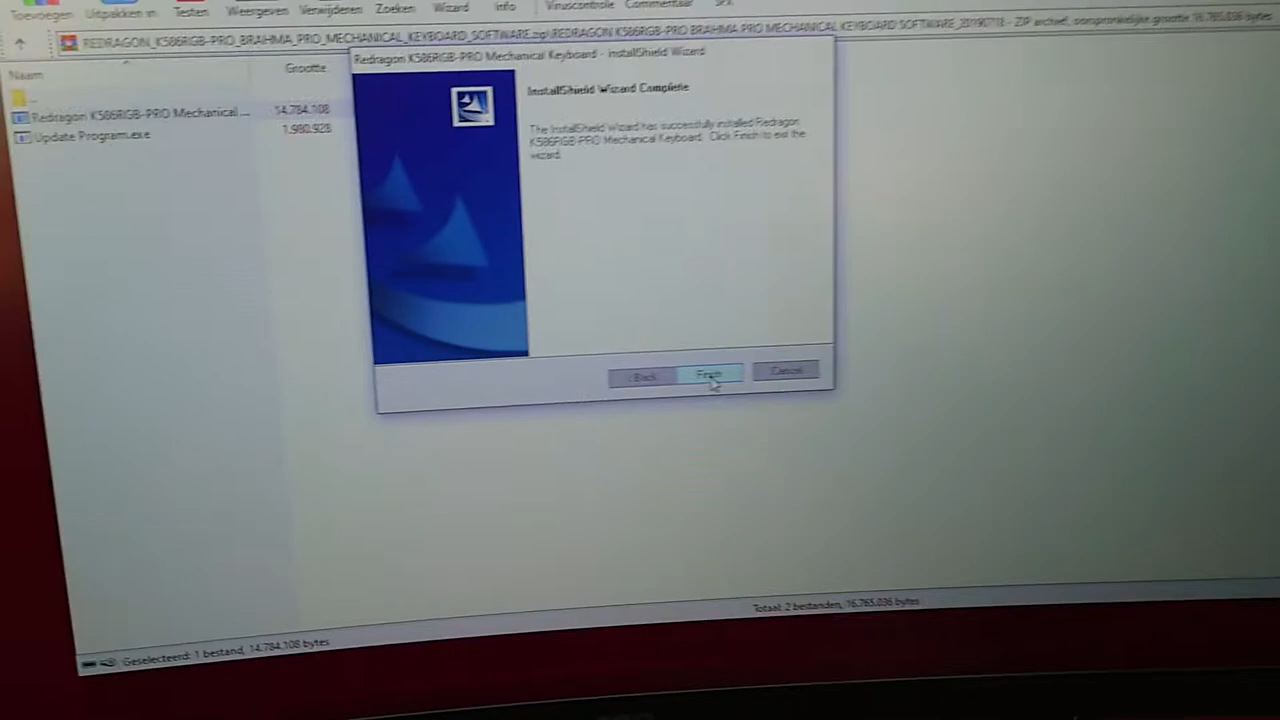 Toevoegen Uitpakken in Testen Weergeven Verwijderen Zoeken Wizard Info Viruscontrole Commentaar SFX
REDRAGON_K586RGB-PRO_BRAHMA_PRO_MECHANICAL_KEYBOARD_SOFTWARE.zip\REDRAGON K586RGB-PRO BRAHMA PRO MECHANICAL KEYBOARD SOFTWARE_20190718 - ZIP archief, oorspronkelijke grootte 16.765.036 bytes
Naam Grootte
..
Redragon K586RGB-PRO Mechanical ... 14.784.108
Update Program.exe 1.980.928
Redragon K586RGB-PRO Mechanical Keyboard - InstallShield Wizard
InstallShield Wizard Complete
The InstallShield Wizard has successfully installed Redragon
K586RGB-PRO Mechanical Keyboard. Click Finish to exit the
wizard.
< Back Finish Cancel
Geselecteerd: 1 bestand, 14.784.108 bytes
Totaal: 2 bestanden, 16.765.036 bytes